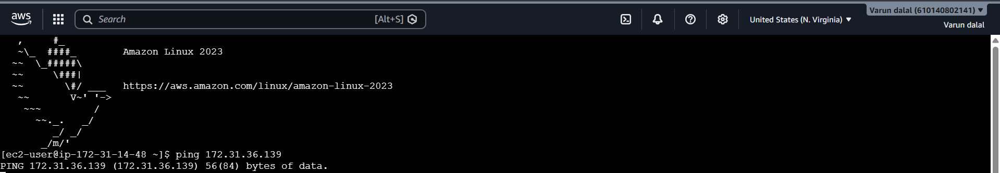 aws
Search
[Alt+S]
United States (N. Virginia)
Varun dalal (610140802141)
Varun dalal
   ,     #_
   ~\_  ####_        Amazon Linux 2023
  ~~  \_#####\
  ~~     \###|
  ~~       \#/ ___   https://aws.amazon.com/linux/amazon-linux-2023
   ~~       V~' '->
    ~~~         /
      ~~._.   _/
         _/ _/
       _/m/'
[ec2-user@ip-172-31-14-48 ~]$ ping 172.31.36.139
PING 172.31.36.139 (172.31.36.139) 56(84) bytes of data.